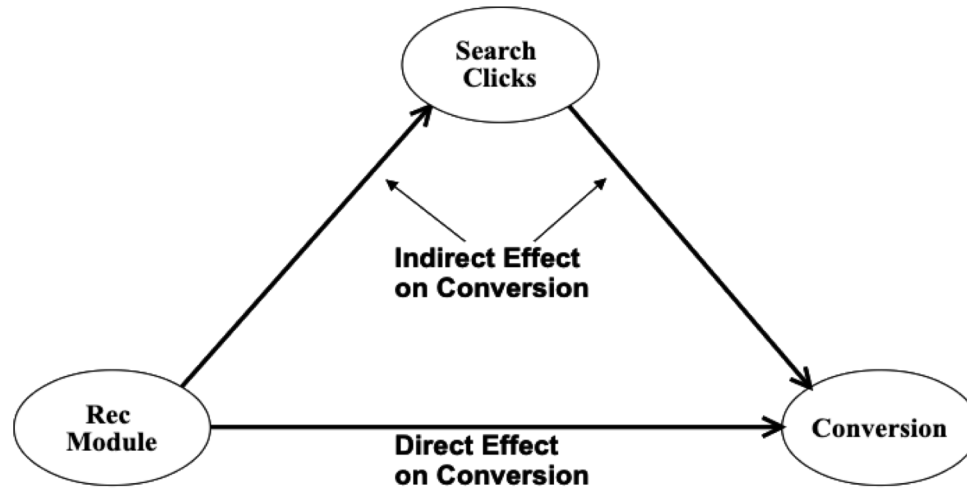 Search
Clicks
Indirect Effect
on Conversion
Rec
Module
Direct Effect
on Conversion
Conversion